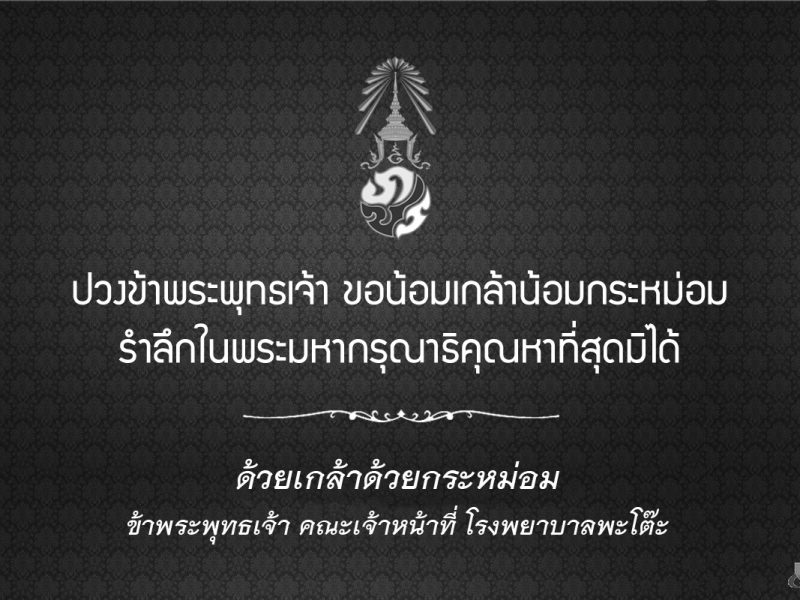 ปวงข้าพระพุทธเจ้า ขอน้อมเกล้าน้อมกระหม่อม
รำลึกในพระมหากรุณาธิคุณหาที่สุดมิได้
ด้วยเกล้าด้วยกระหม่อม
ข้าพระพุทธเจ้า คณะเจ้าหน้าที่ โรงพยาบาลพะโต๊ะ